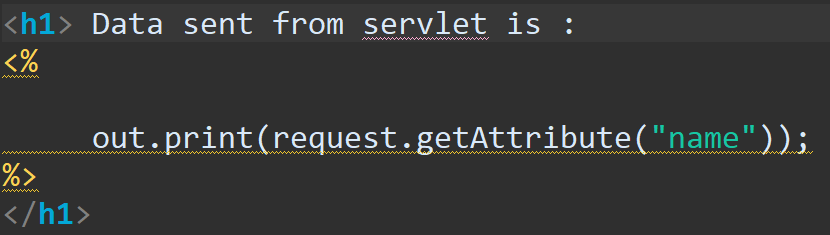 <h1> Data sent from servlet is :
<%
out.print(request.getAttribute("name"));
%>
</h1>